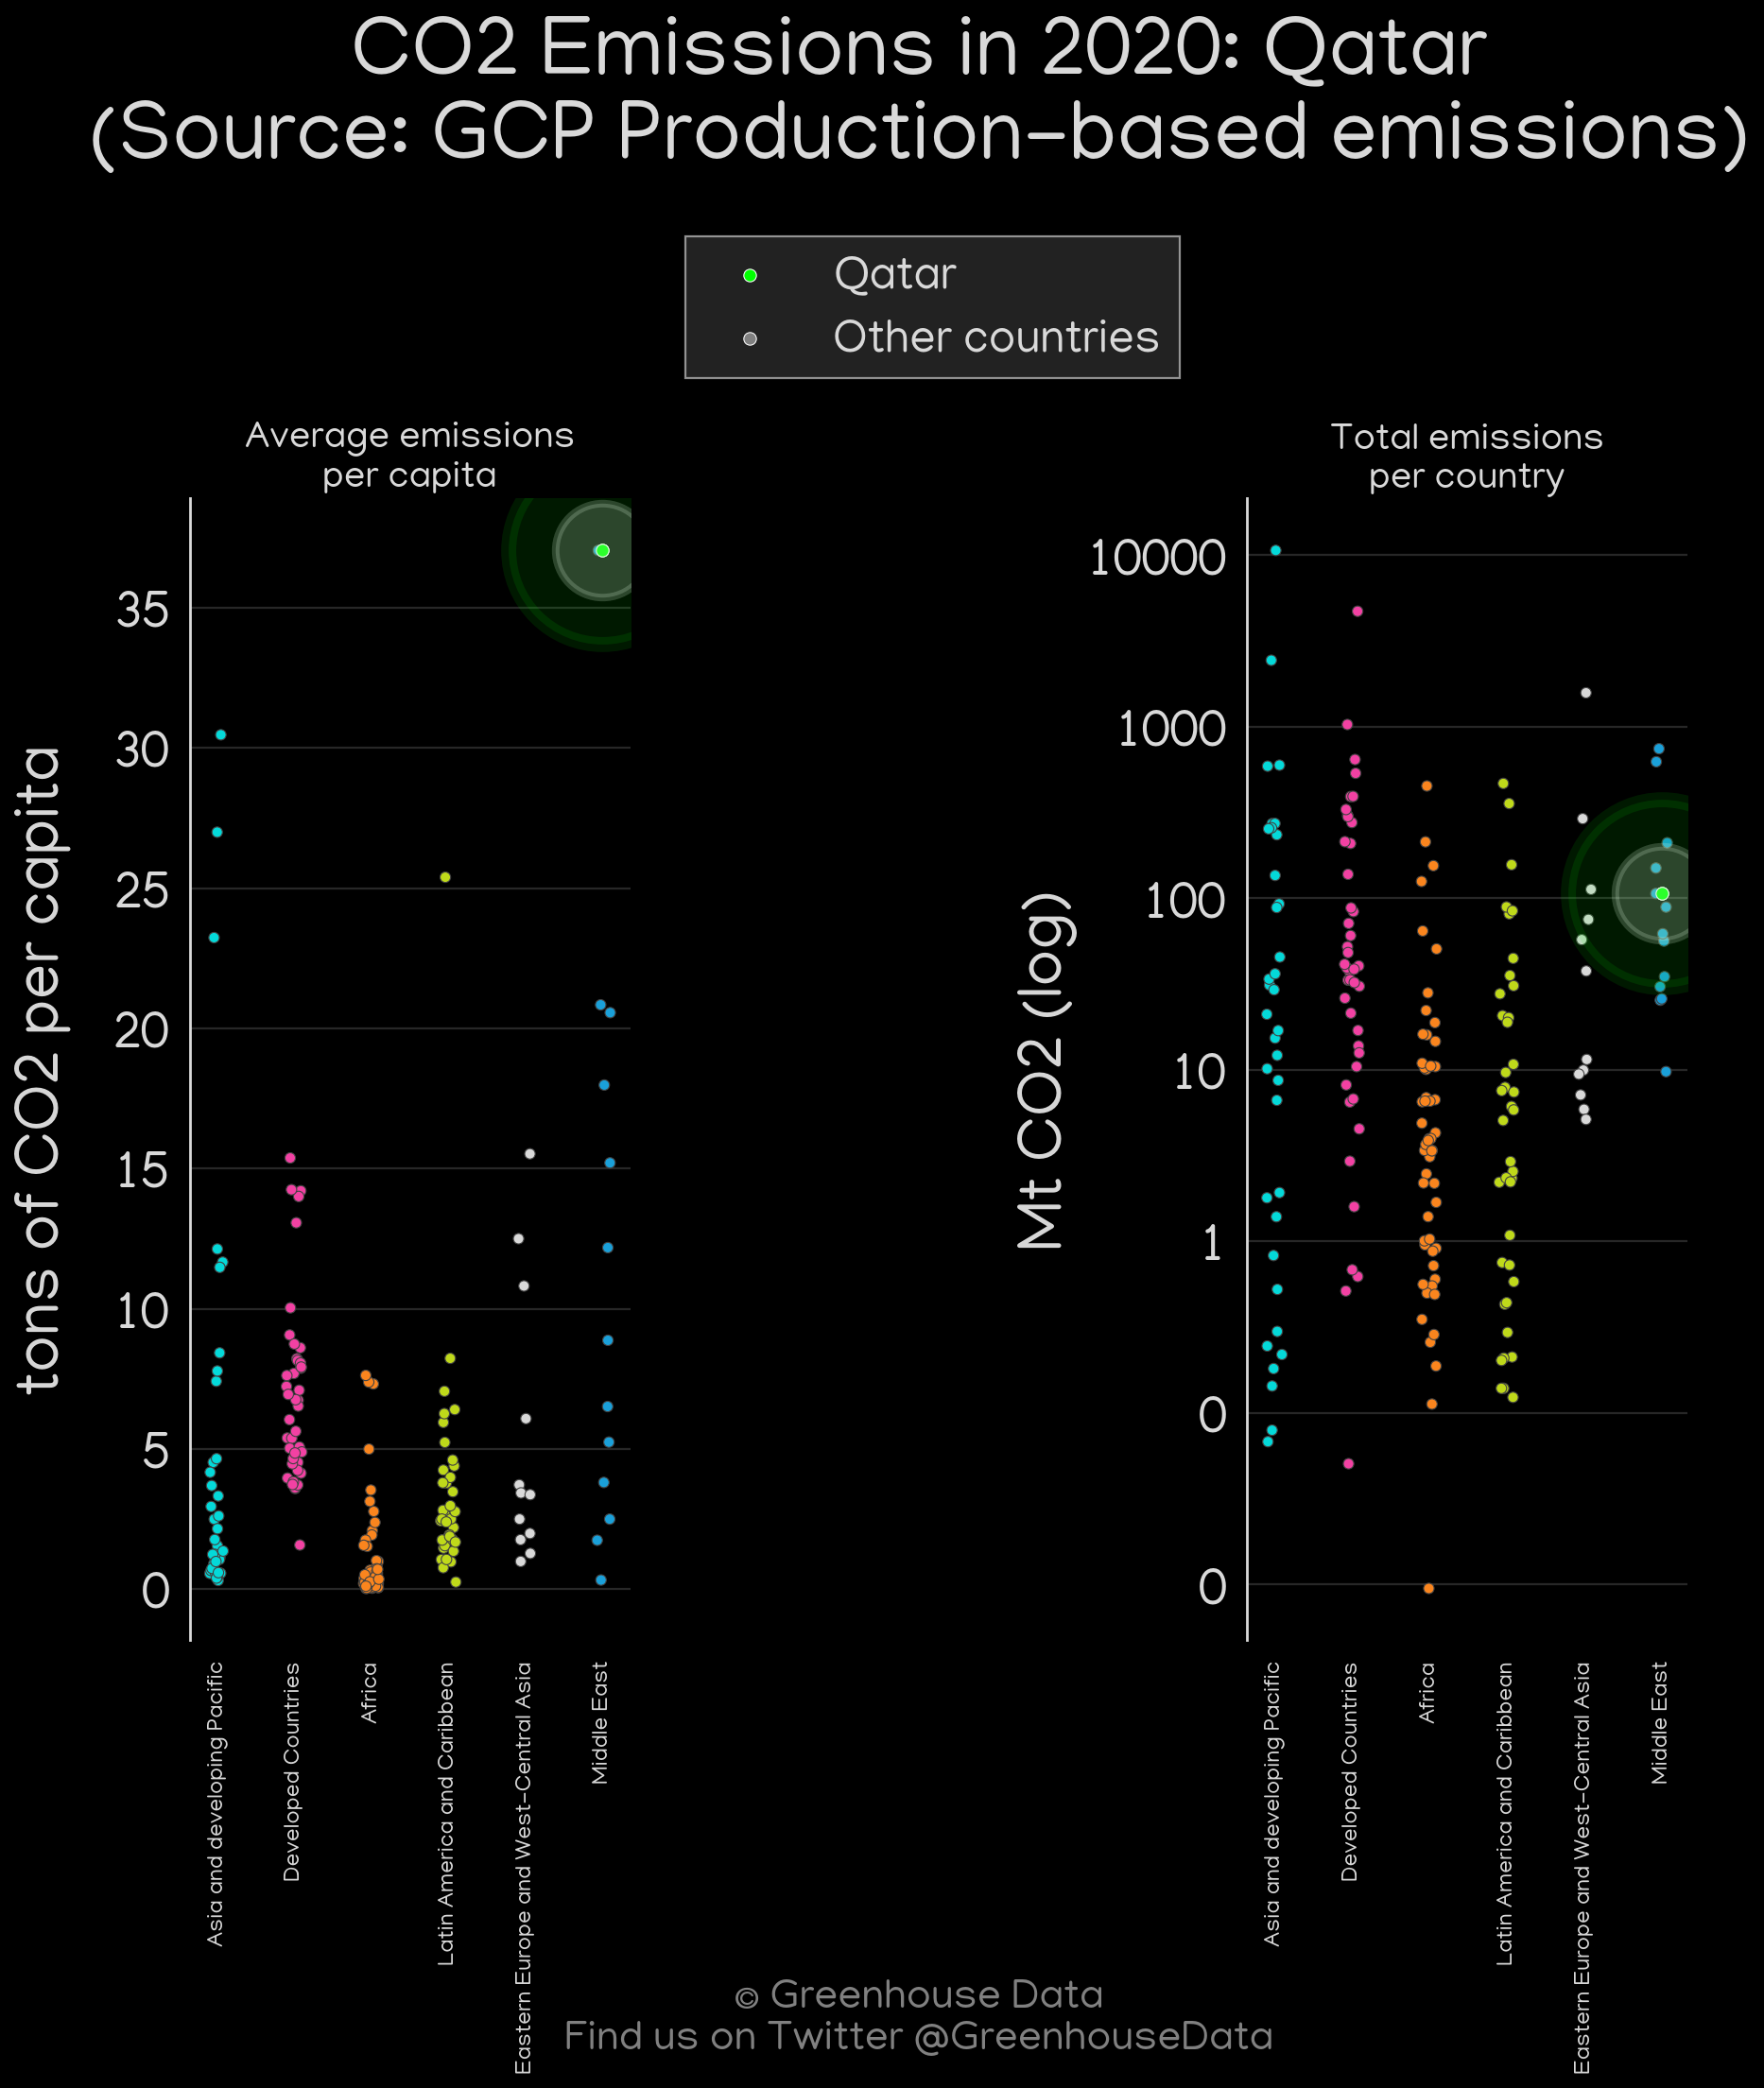 CO2 Emissions in 2020: Qatar
(Source: GCP Production-based emissions)
Qatar
Other countries
Average emissions
per capita
tons of CO2 per capita
35
30
25
20
15
10
5
0
Asia and developing Pacific
Developed Countries
Africa
Latin America and Caribbean
Eastern Europe and West-Central Asia
Middle East
Total emissions
per country
Mt CO2 (log)
10000
1000
100
10
1
0
0
Asia and developing Pacific
Developed Countries
Africa
Latin America and Caribbean
Eastern Europe and West-Central Asia
Middle East
© Greenhouse Data
Find us on Twitter @GreenhouseData